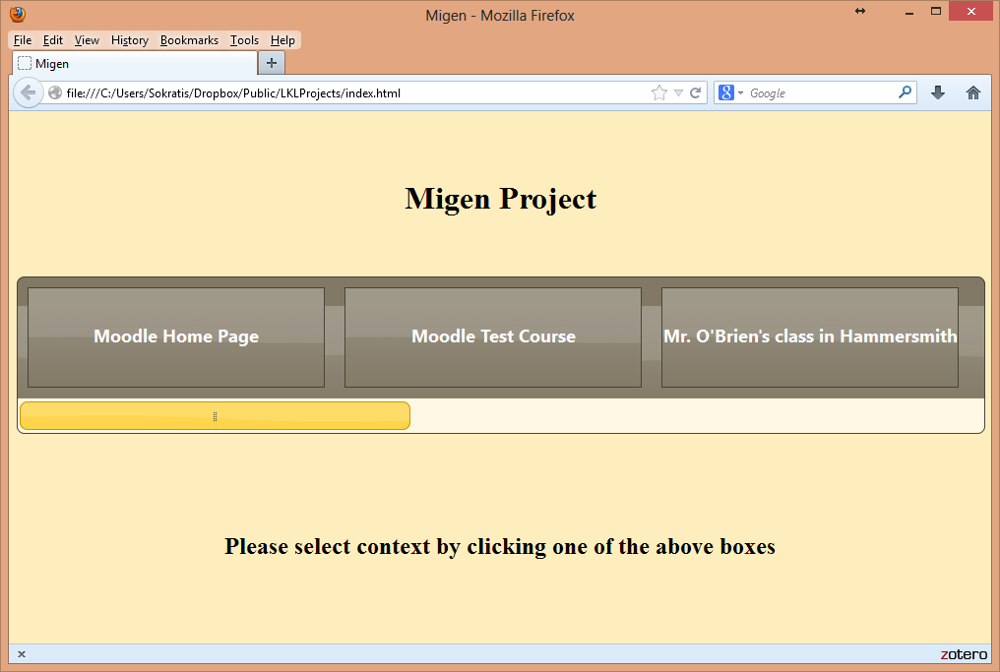 Migen - Mozilla Firefox
File Edit View History Bookmarks Tools Help
Migen
file:///C:/Users/Sokratis/Dropbox/Public/LKLProjects/index.html
8 Google
Migen Project
Moodle Home Page
Moodle Test Course
Mr. O'Brien's class in Hammersmith
Please select context by clicking one of the above boxes
zotero